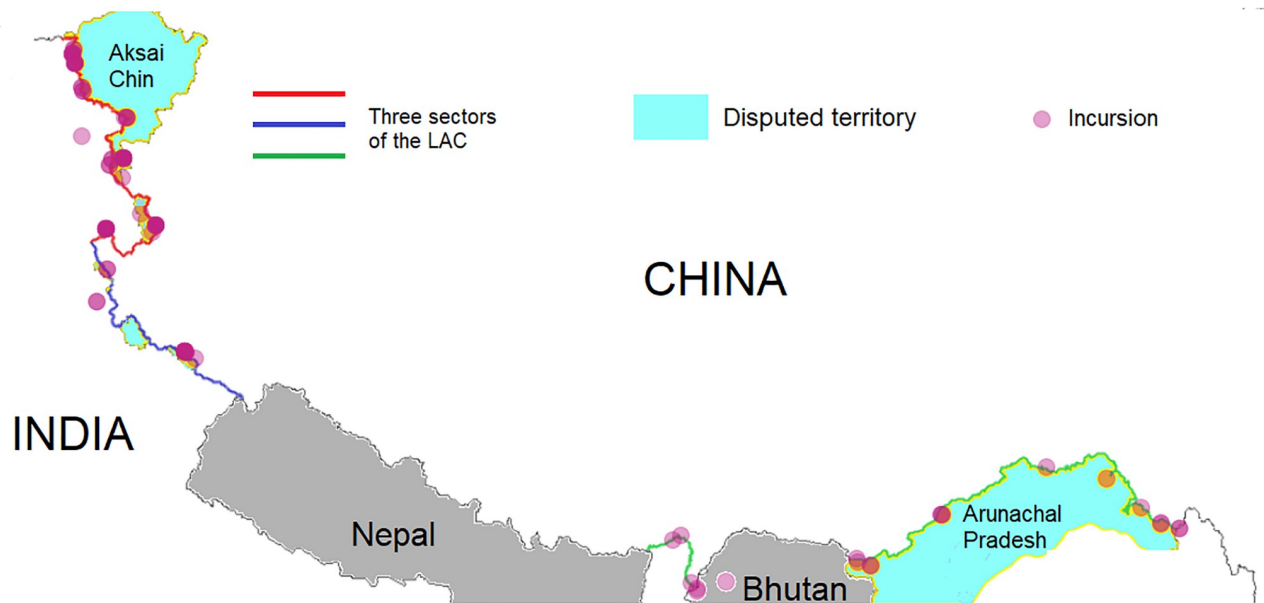 Aksai
Chin
Three sectors
of the LAC
Disputed territory
Incursion
CHINA
INDIA
Nepal
Bhutan
Arunachal
Pradesh